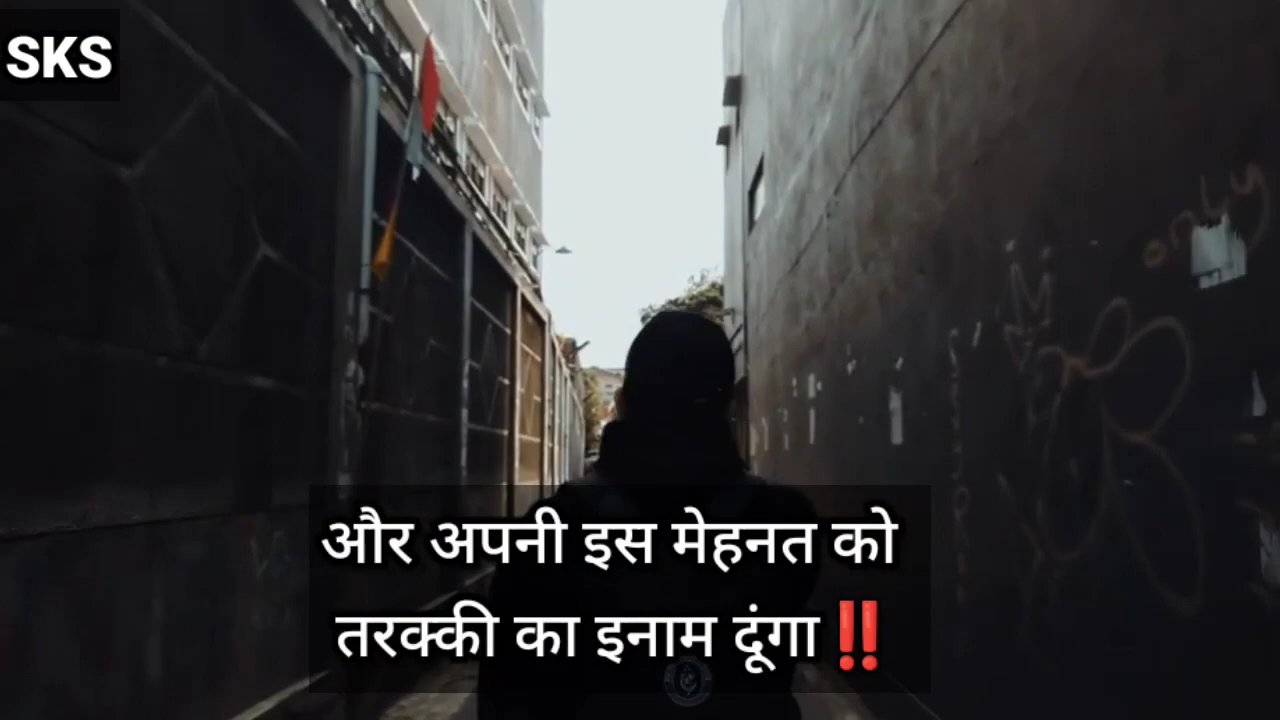 SKS
और अपनी इस मेहनत को
तरक्की का इनाम दूंगा‼️